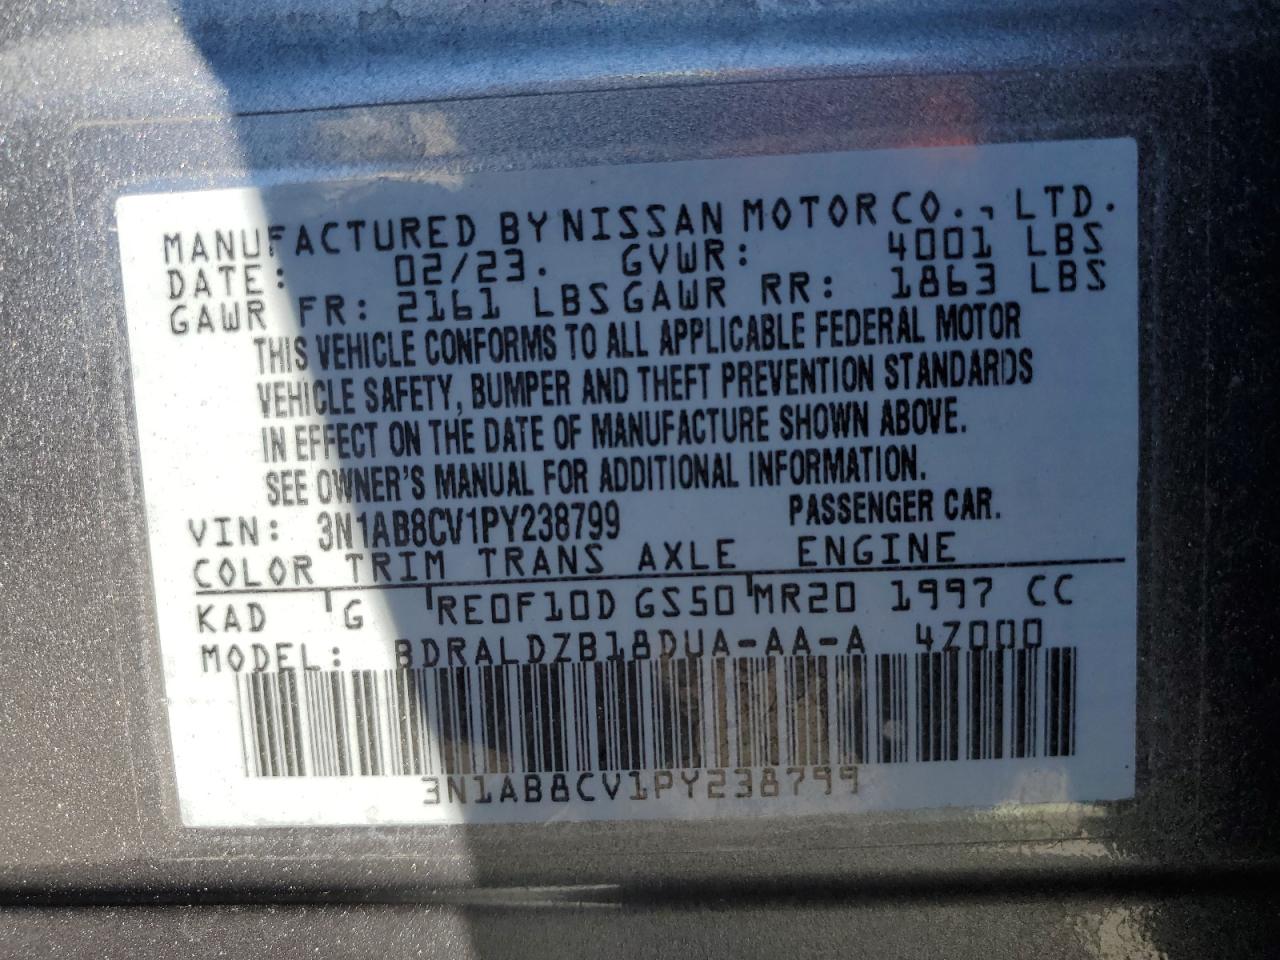 MANUFACTURED BY NISSAN MOTOR CO., LTD.
DATE: 02/23. GVWR: 4001 LBS
GAWR FR: 2161 LBS GAWR RR: 1863 LBS
THIS VEHICLE CONFORMS TO ALL APPLICABLE FEDERAL MOTOR
VEHICLE SAFETY, BUMPER AND THEFT PREVENTION STANDARDS
IN EFFECT ON THE DATE OF MANUFACTURE SHOWN ABOVE.
SEE OWNER'S MANUAL FOR ADDITIONAL INFORMATION.
VIN: 3N1AB8CV1PY238799 PASSENGER CAR.
COLOR TRIM TRANS AXLE ENGINE
KAD G RE0F10D GS50 MR20 1997 CC
MODEL: BDRALDZB18DUA-AA-A 4Z000
3N1AB8CV1PY238799